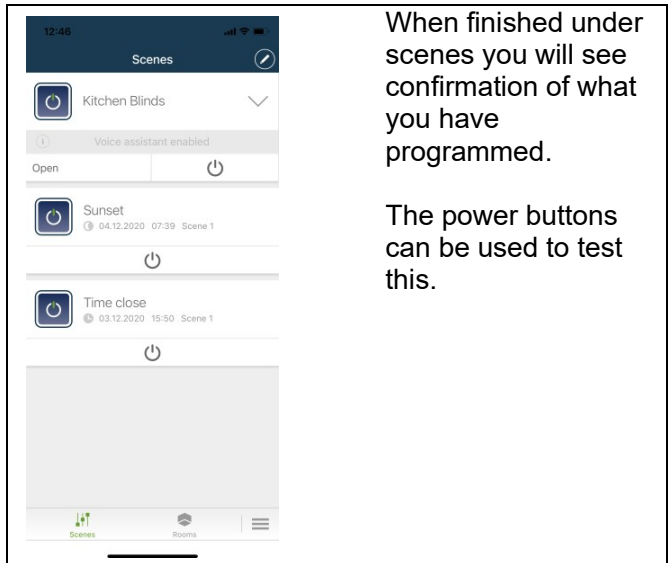 12:46
Scenes
Kitchen Blinds
Voice assistant enabled
Open
Sunset
04.12.2020 07:39 Scene 1
Time close
03.12.2020 15:50 Scene 1
Scenes
Rooms
When finished under
scenes you will see
confirmation of what
you have
programmed.
The power buttons
can be used to test
this.